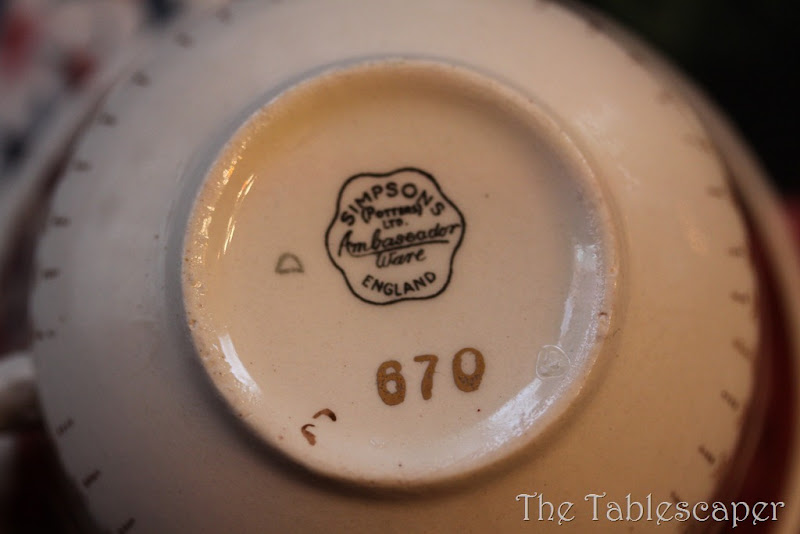 SIMPSONS
(POTTERS)
LTD.
Ambassador
Ware
ENGLAND
D
670
The Tablescaper